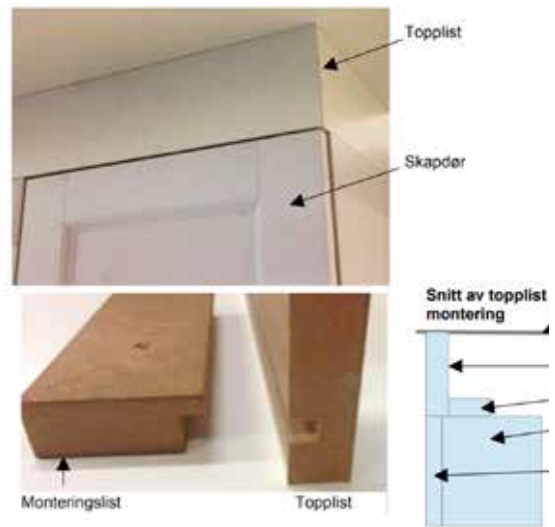 Topplist
Skapdør
Snitt av topplist
montering
Monteringslist
Topplist